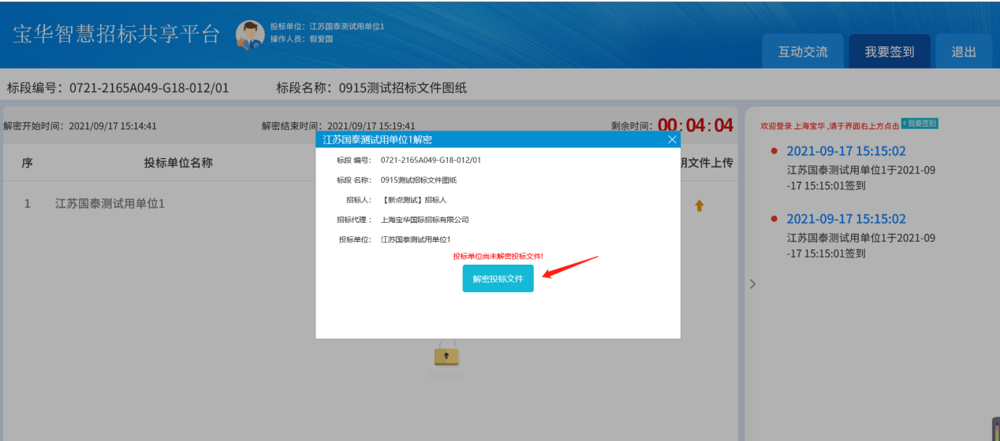 宝华智慧招标共享平台
投标单位：江苏国泰测试用单位1
操作人员：假爱国
互动交流
我要签到
退出
标段编号：0721-2165A049-G18-012/01
标段名称：0915测试招标文件图纸
解密开始时间：2021/09/17 15:14:41
解密结束时间：2021/09/17 15:19:41
剩余时间：00:04:04
序
投标单位名称
文件上传
1
江苏国泰测试用单位1
江苏国泰测试用单位1解密
标段 编号： 0721-2165A049-G18-012/01
标段 名称： 0915测试招标文件图纸
招标人： 【新点测试】招标人
招标代理： 上海宝华国际招标有限公司
投标单位： 江苏国泰测试用单位1
投标单位尚未解密投标文件!
解密投标文件
欢迎登录 上海宝华 ,请于界面右上方点击 我要签到
2021-09-17 15:15:02
江苏国泰测试用单位1于2021-09
-17 15:15:01签到
2021-09-17 15:15:02
江苏国泰测试用单位1于2021-09
-17 15:15:01签到